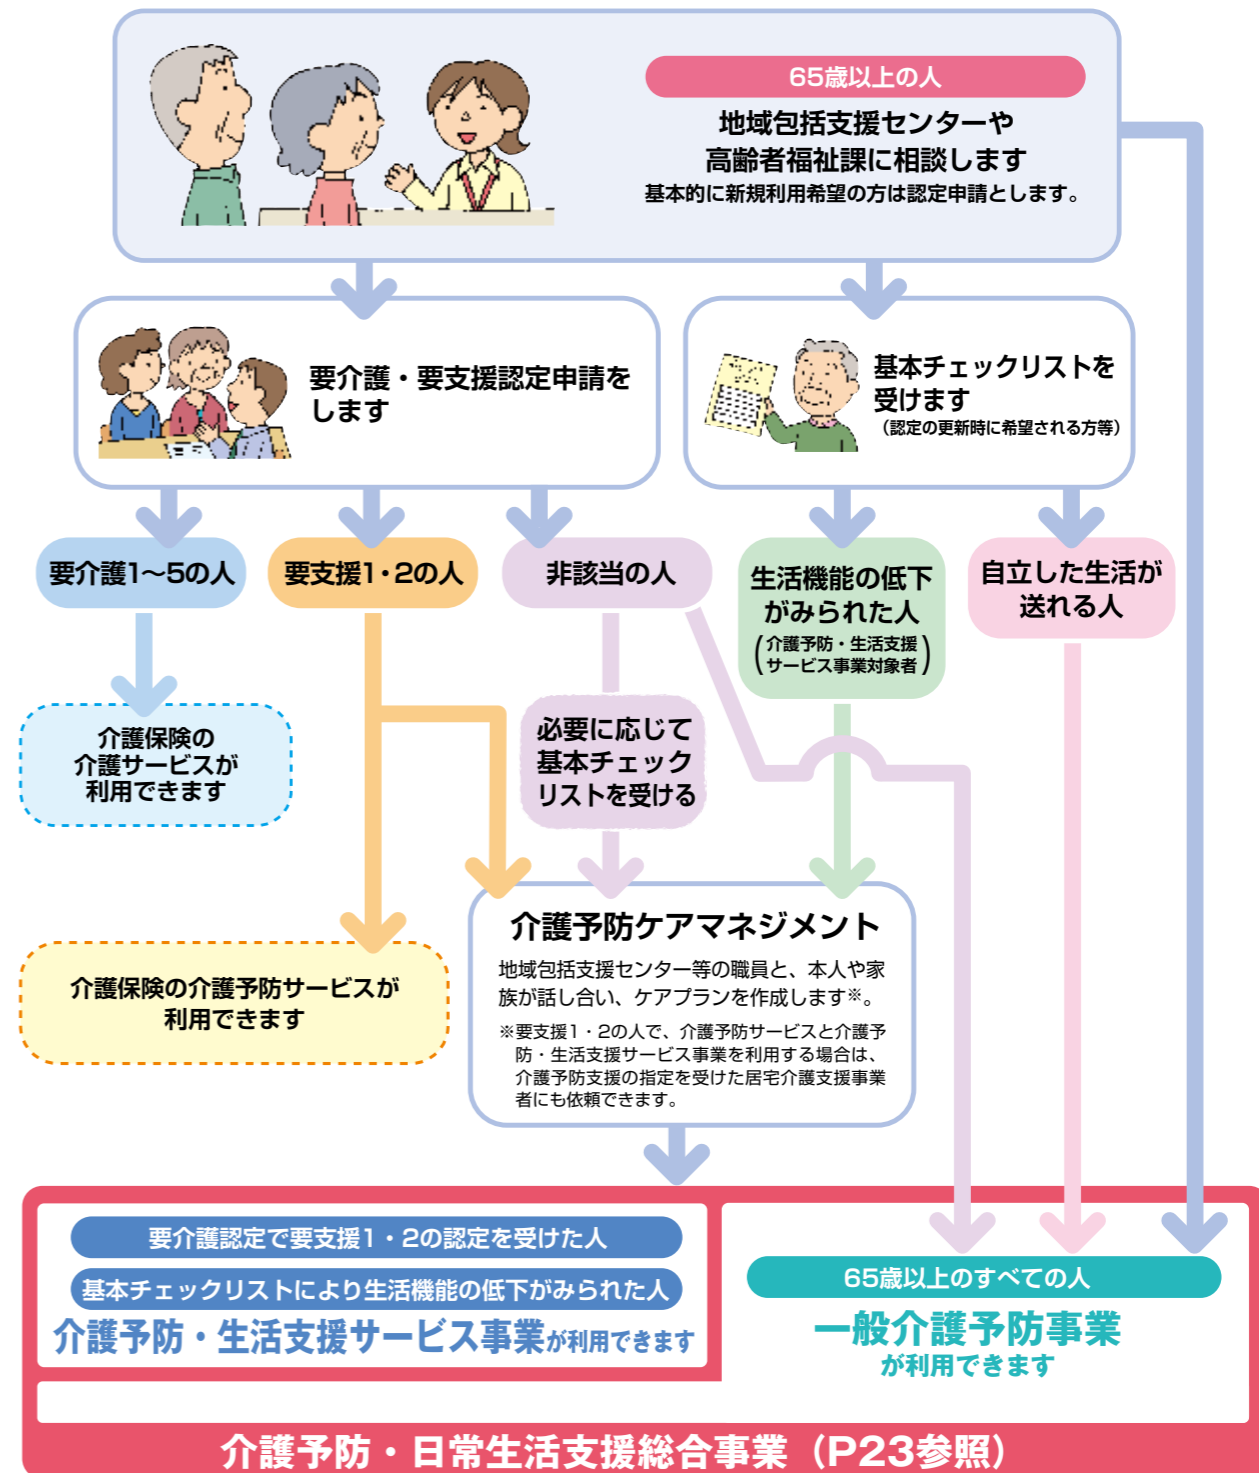 65歳以上の人
地域包括支援センターや
高齢者福祉課に相談します
基本的に新規利用希望の方は認定申請とします。
要介護・要支援認定申請を
します
基本チェックリストを
受けます
（認定の更新時に希望される方等）
要介護1〜5の人
要支援1・2の人
非該当の人
生活機能の低下
がみられた人
（介護予防・生活支援
サービス事業対象者）
自立した生活が
送れる人
介護保険の
介護サービスが
利用できます
必要に応じて
基本チェック
リストを受ける
介護保険の介護予防サービスが
利用できます
介護予防ケアマネジメント
地域包括支援センター等の職員と、本人や家
族が話し合い、ケアプランを作成します※。
※要支援1・2の人で、介護予防サービスと介護予
防・生活支援サービス事業を利用する場合は、
介護予防支援の指定を受けた居宅介護支援事業
者にも依頼できます。
要介護認定で要支援1・2の認定を受けた人
基本チェックリストにより生活機能の低下がみられた人
介護予防・生活支援サービス事業が利用できます
65歳以上のすべての人
一般介護予防事業
が利用できます
介護予防・日常生活支援総合事業（P23参照）